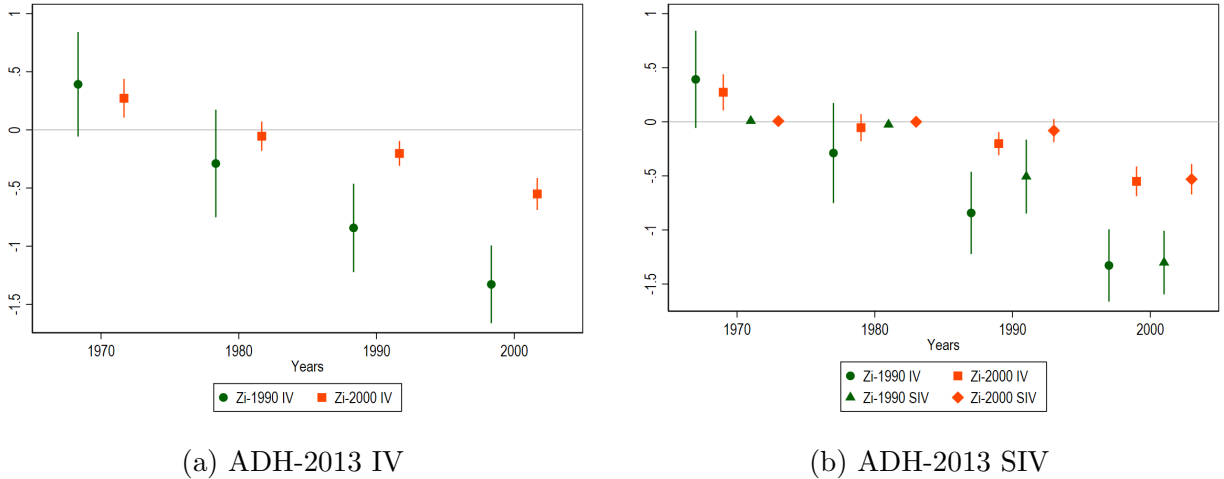 1
.5
0
-.5
-1
-1.5
1970 1980 1990 2000
Years
Zi-1990 IV Zi-2000 IV
(a) ADH-2013 IV
1
.5
0
-.5
-1
-1.5
1970 1980 1990 2000
Years
Zi-1990 IV Zi-2000 IV
Zi-1990 SIV Zi-2000 SIV
(b) ADH-2013 SIV